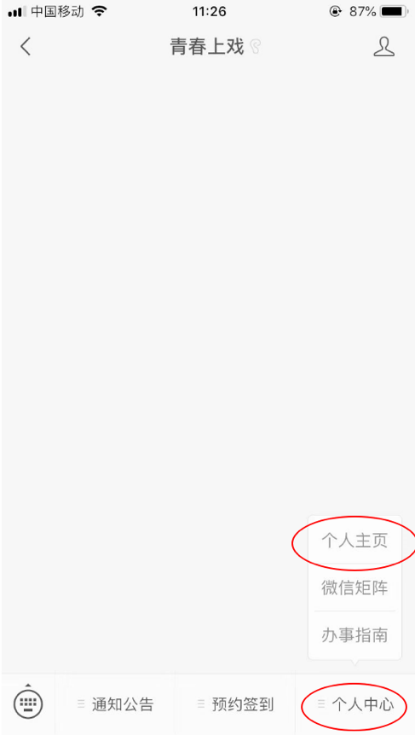 中国移动 11:26 87%
青春上戏
个人主页
微信矩阵
办事指南
通知公告 预约签到 个人中心